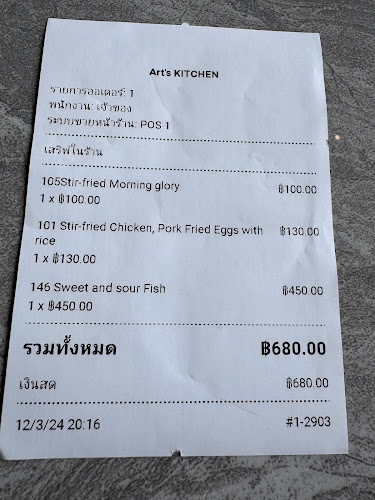 Art's KITCHEN
รายการออเดอร์: 1
พนักงาน: เจ้าของ
ระบบขายหน้าร้าน: POS 1
เสริฟในร้าน
105Stir-fried Morning glory ฿100.00
1 x ฿100.00
101 Stir-fried Chicken, Pork Fried Eggs with ฿130.00
rice
1 x ฿130.00
146 Sweet and sour Fish ฿450.00
1 x ฿450.00
รวมทั้งหมด ฿680.00
เงินสด ฿680.00
12/3/24 20:16 #1-2903